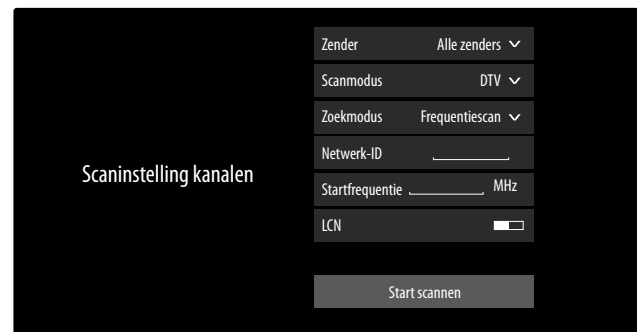 Scaninstelling kanalen
Zender Alle zenders
Scanmodus DTV
Zoekmodus Frequentiescan
Netwerk-ID
Startfrequentie MHz
LCN
Start scannen